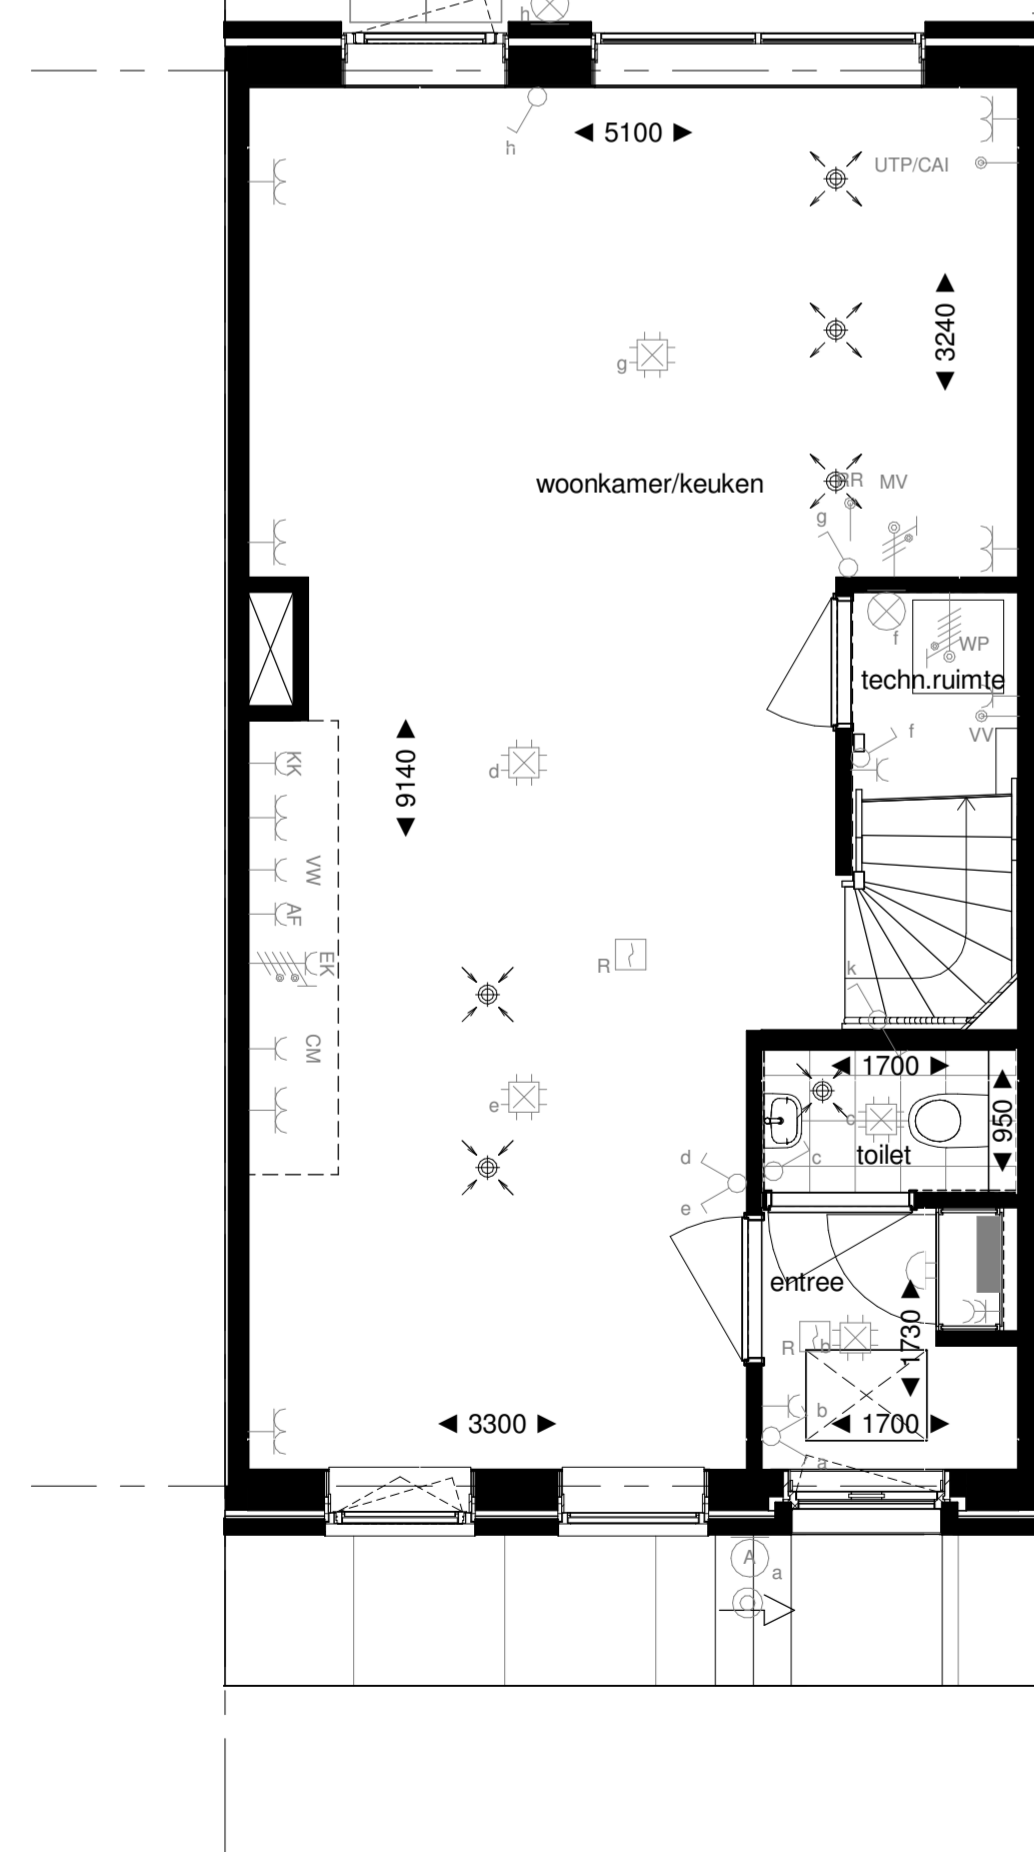 h
◄ 5100 ►
h
UTP/CAI
◄ 3240 ►
g
woonkamer/keuken
RR MV
g
f
WP
techn.ruimte
f
VV
KK
◄ 9140 ►
d
VW
AF
R
EK
k
CM
◄ 1700 ►
e
c
◄ 950 ►
toilet
d
c
e
entree
◄ 1730 ►
R
b
b
◄ 3300 ►
◄ 1700 ►
a
A
a